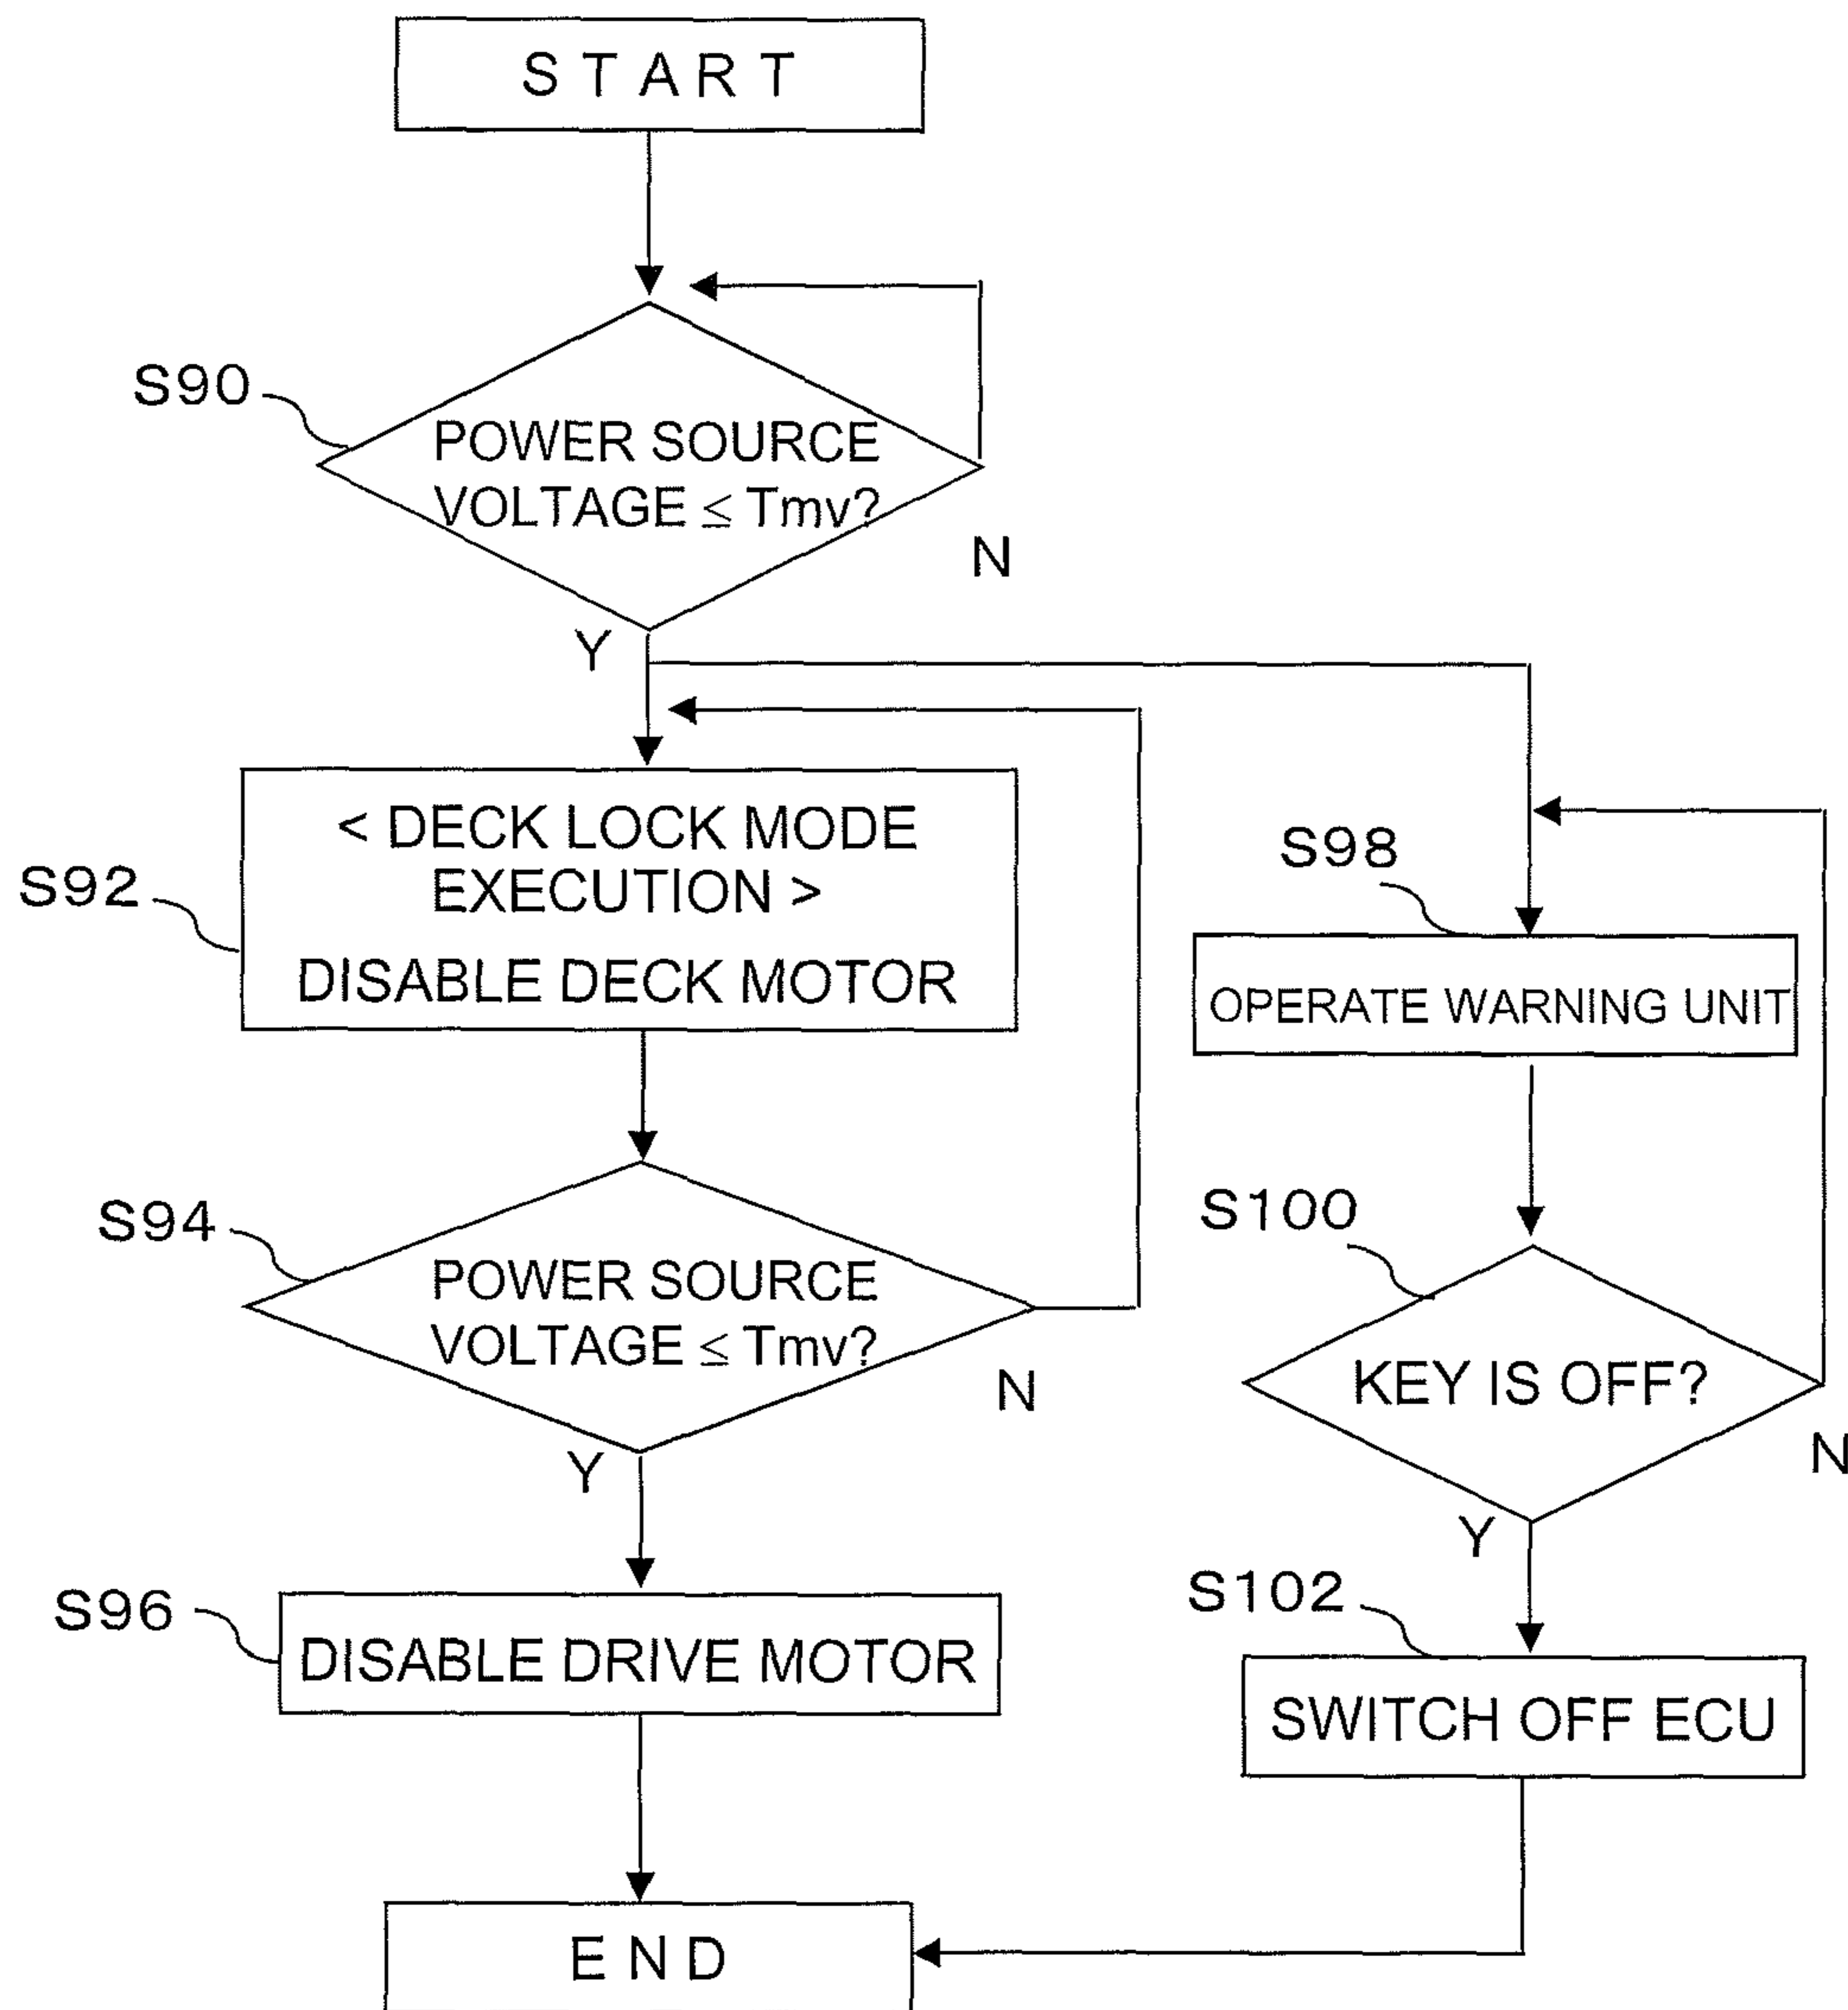 START
S90
POWER SOURCE
VOLTAGE ≤ Tmv?
N
Y
S92
< DECK LOCK MODE
EXECUTION >
DISABLE DECK MOTOR
S98
OPERATE WARNING UNIT
S94
POWER SOURCE
VOLTAGE ≤ Tmv?
N
Y
S100
KEY IS OFF?
N
Y
S96
DISABLE DRIVE MOTOR
S102
SWITCH OFF ECU
END